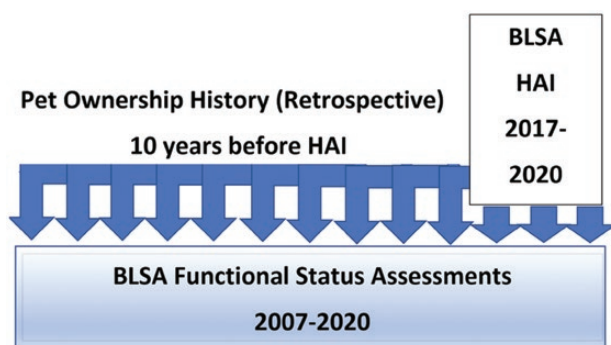 BLSA
HAI
2017-
2020
Pet Ownership History (Retrospective)
10 years before HAI
BLSA Functional Status Assessments
2007-2020